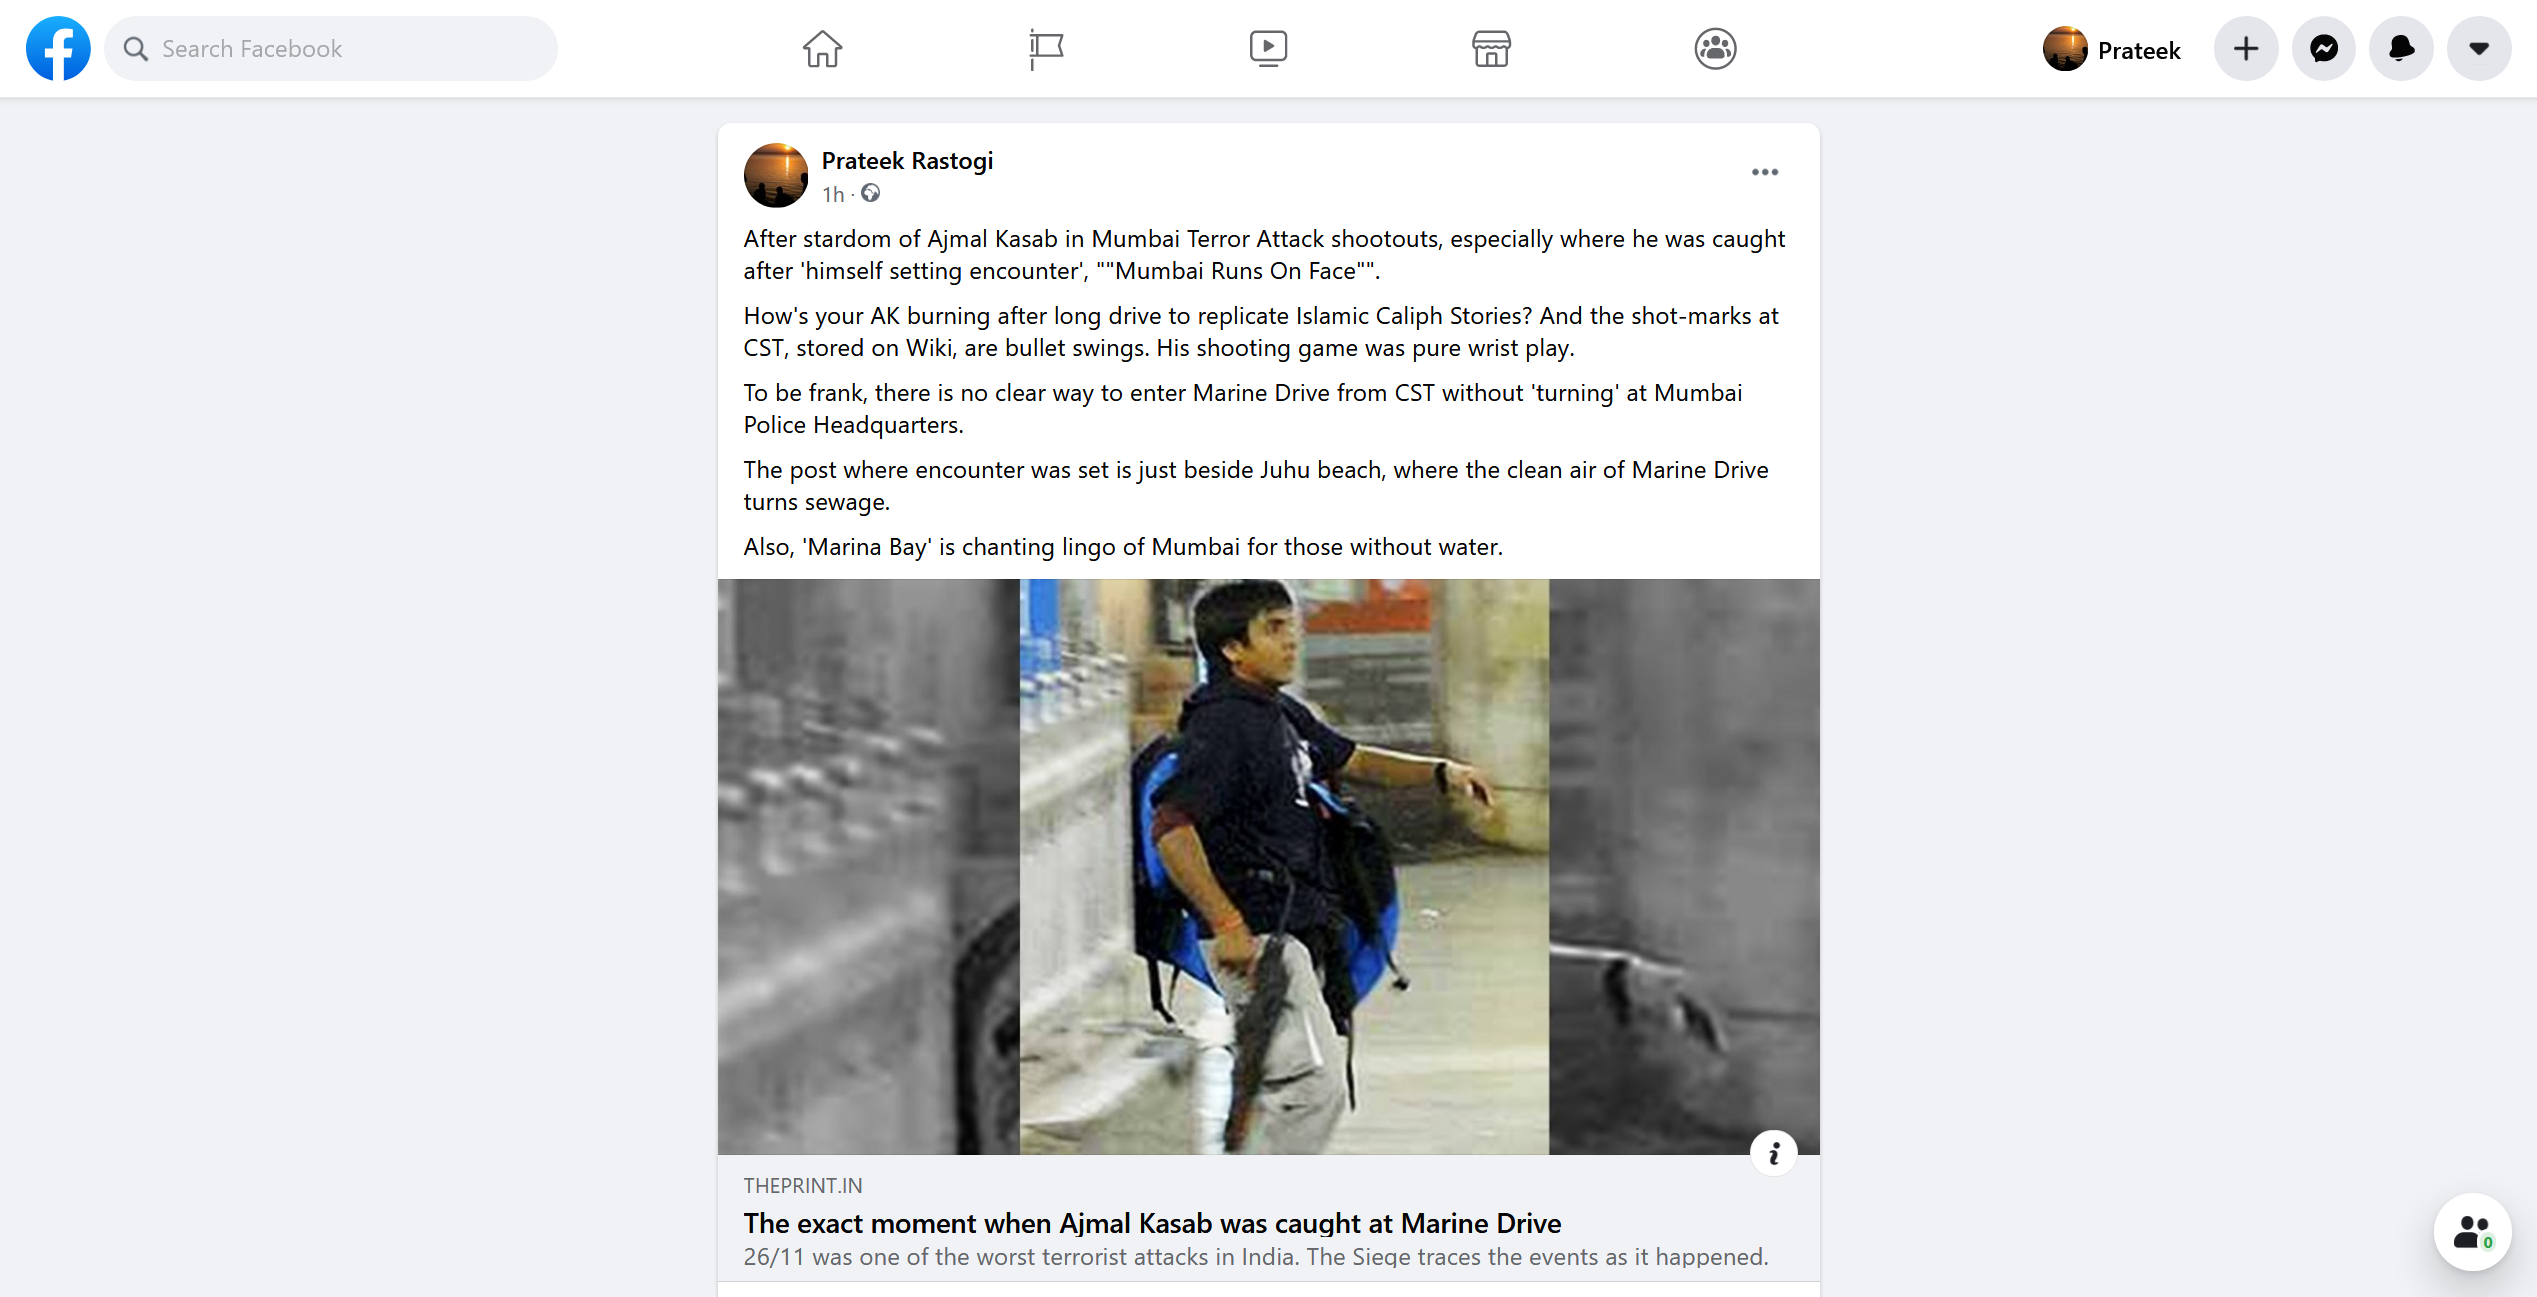 Search Facebook
Prateek
Prateek Rastogi
1h ·
After stardom of Ajmal Kasab in Mumbai Terror Attack shootouts, especially where he was caught
after 'himself setting encounter', ""Mumbai Runs On Face"".
How's your AK burning after long drive to replicate Islamic Caliph Stories? And the shot-marks at
CST, stored on Wiki, are bullet swings. His shooting game was pure wrist play.
To be frank, there is no clear way to enter Marine Drive from CST without 'turning' at Mumbai
Police Headquarters.
The post where encounter was set is just beside Juhu beach, where the clean air of Marine Drive
turns sewage.
Also, 'Marina Bay' is chanting lingo of Mumbai for those without water.
THEPRINT.IN
The exact moment when Ajmal Kasab was caught at Marine Drive
26/11 was one of the worst terrorist attacks in India. The Siege traces the events as it happened.
0